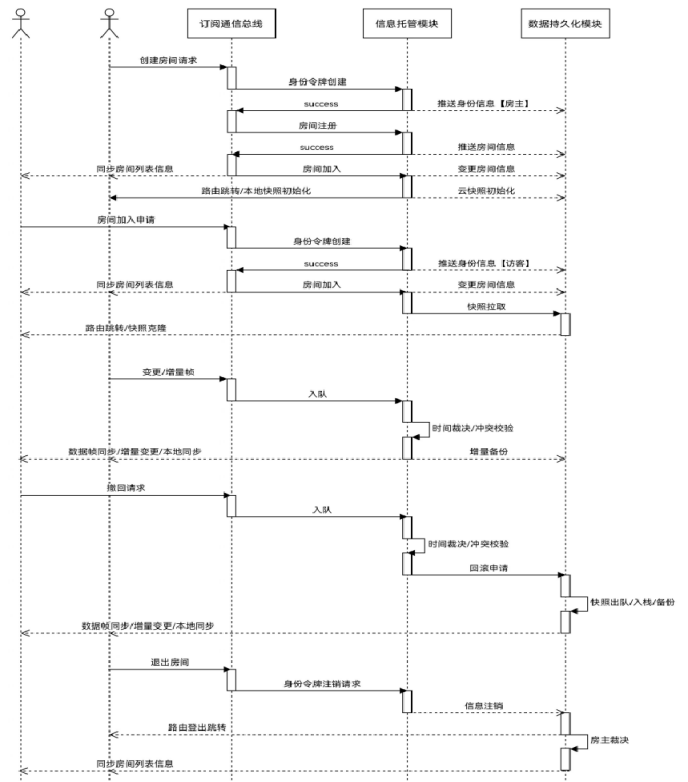 订阅通信总线 信息托管模块 数据持久化模块
创建房间请求
身份令牌创建
success 推送身份信息【房主】
房间注册
success 推送房间信息
同步房间列表信息 房间加入 变更房间信息
路由跳转/本地快照初始化 云快照初始化
房间加入申请
身份令牌创建
success 推送身份信息【访客】
同步房间列表信息 房间加入 变更房间信息
快照拉取
路由跳转/快照克隆
变更/增量帧
入队
时间裁决/冲突校验
数据帧同步/增量变更/本地同步 增量备份
撤回请求
入队
时间裁决/冲突校验
回滚申请
快照出队/入栈/备份
数据帧同步/增量变更/本地同步
退出房间
身份令牌注销请求
信息注销
路由登出跳转
房主裁决
同步房间列表信息